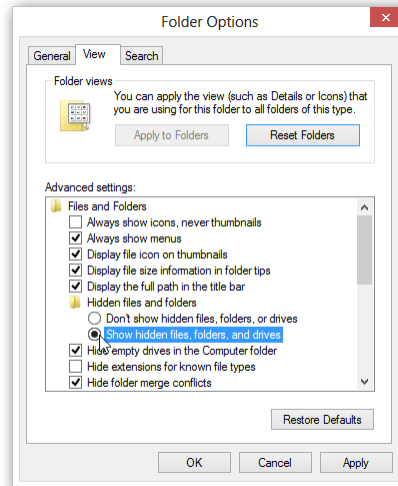 Folder Options
General View Search
Folder views
You can apply the view (such as Details or Icons) that
you are using for this folder to all folders of this type.
Apply to Folders Reset Folders
Advanced settings:
Files and Folders
Always show icons, never thumbnails
Always show menus
Display file icon on thumbnails
Display file size information in folder tips
Display the full path in the title bar
Hidden files and folders
Don't show hidden files, folders, or drives
Show hidden files, folders, and drives
Hide empty drives in the Computer folder
Hide extensions for known file types
Hide folder merge conflicts
Restore Defaults
OK Cancel Apply